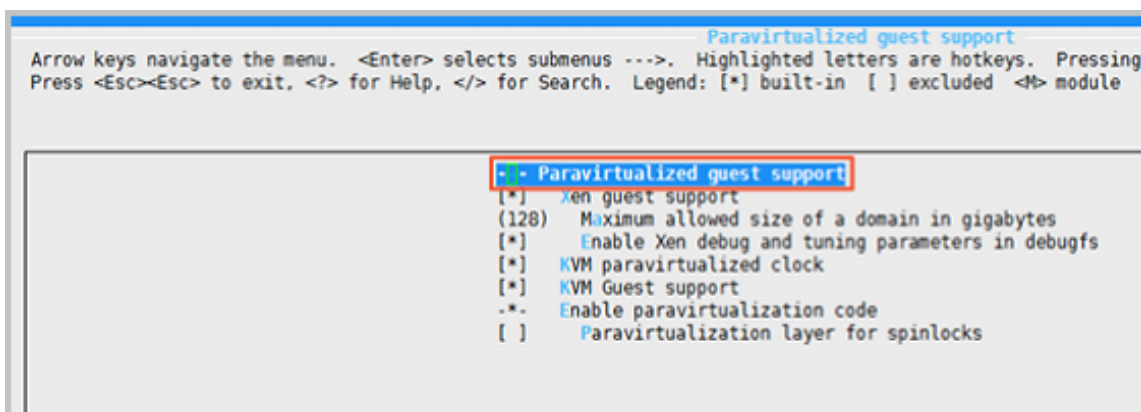 Paravirtualized guest support
Arrow keys navigate the menu.  <Enter> selects submenus --->.  Highlighted letters are hotkeys.  Pressing
Press <Esc><Esc> to exit, <?> for Help, </> for Search.  Legend: [*] built-in  [ ] excluded  <M> module
-*- Paravirtualized guest support
[*]   Xen guest support
(128)   Maximum allowed size of a domain in gigabytes
[*]     Enable Xen debug and tuning parameters in debugfs
[*]   KVM paravirtualized clock
[*]   KVM Guest support
-*-   Enable paravirtualization code
[ ]     Paravirtualization layer for spinlocks